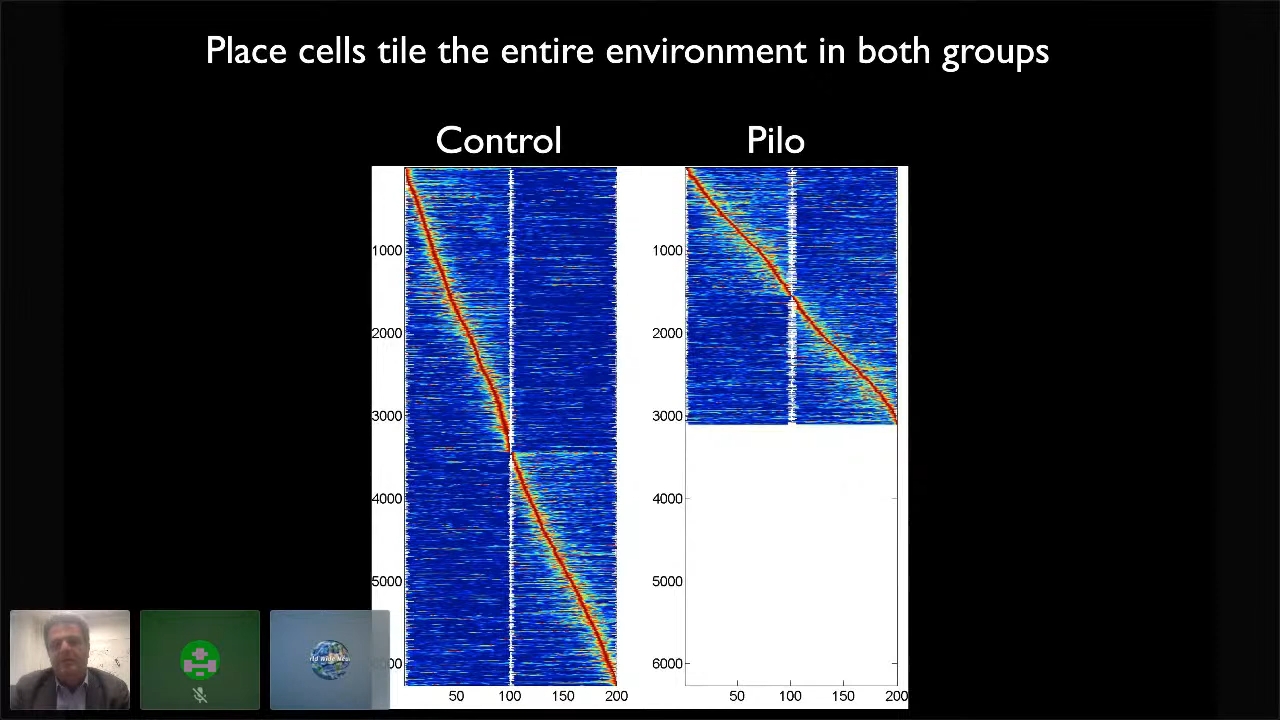 Place cells tile the entire environment in both groups
Control
Pilo
1000
2000
3000
4000
5000
50 100 150 200
1000
2000
3000
4000
5000
6000
50 100 150 200